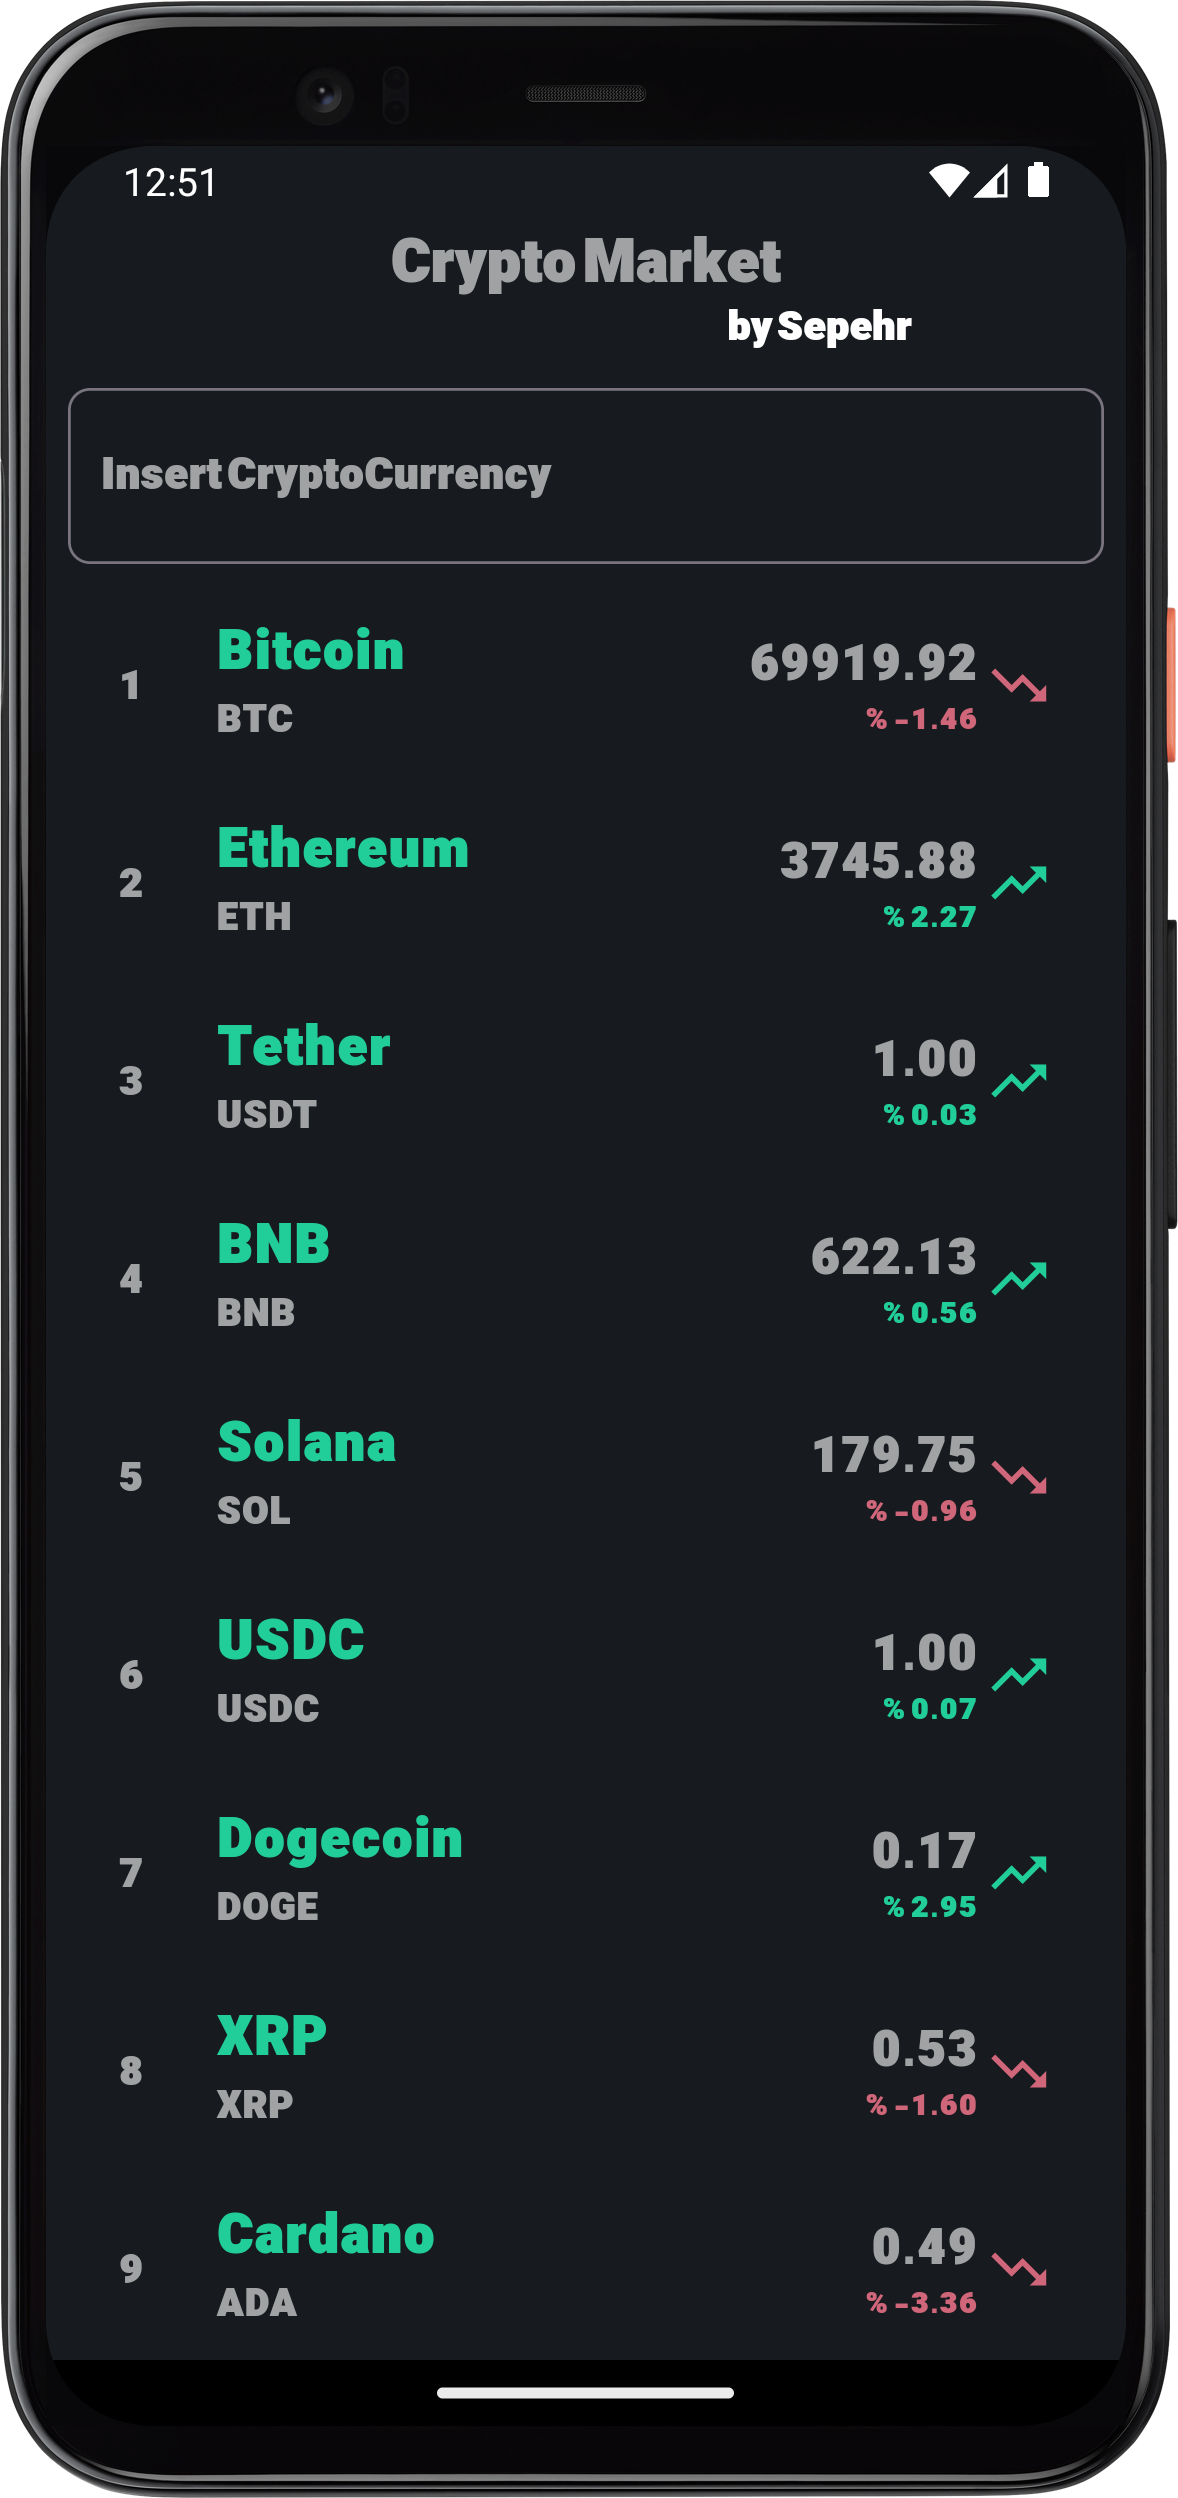 12:51
Crypto Market
by Sepehr
Insert CryptoCurrency
1 Bitcoin 69919.92
BTC % -1.46
2 Ethereum 3745.88
ETH % 2.27
3 Tether 1.00
USDT % 0.03
4 BNB 622.13
BNB % 0.56
5 Solana 179.75
SOL % -0.96
6 USDC 1.00
USDC % 0.07
7 Dogecoin 0.17
DOGE % 2.95
8 XRP 0.53
XRP % -1.60
9 Cardano 0.49
ADA % -3.36